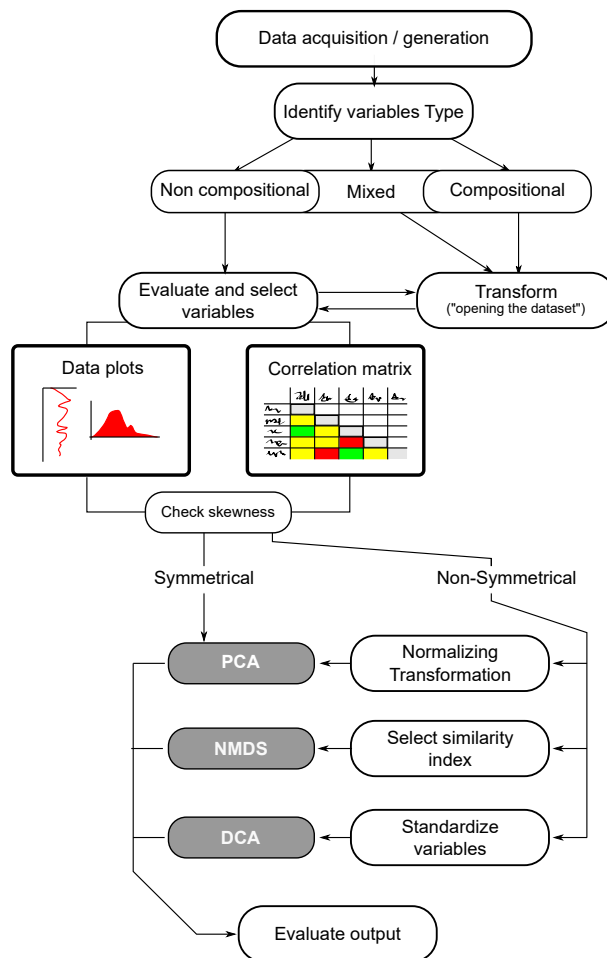 Data acquisition / generation
Identify variables Type
Non compositional
Mixed
Compositional
Evaluate and select
variables
Transform
("opening the dataset")
Data plots
Correlation matrix
Check skewness
Symmetrical
Non-Symmetrical
PCA
Normalizing
Transformation
NMDS
Select similarity
index
DCA
Standardize
variables
Evaluate output